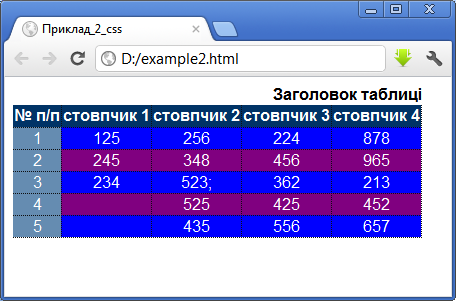 Приклад_2_css
D:/example2.html
Заголовок таблиці
№ п/п стовпчик 1 стовпчик 2 стовпчик 3 стовпчик 4
1 125 256 224 878
2 245 348 456 965
3 234 523; 362 213
4 525 425 452
5 435 556 657